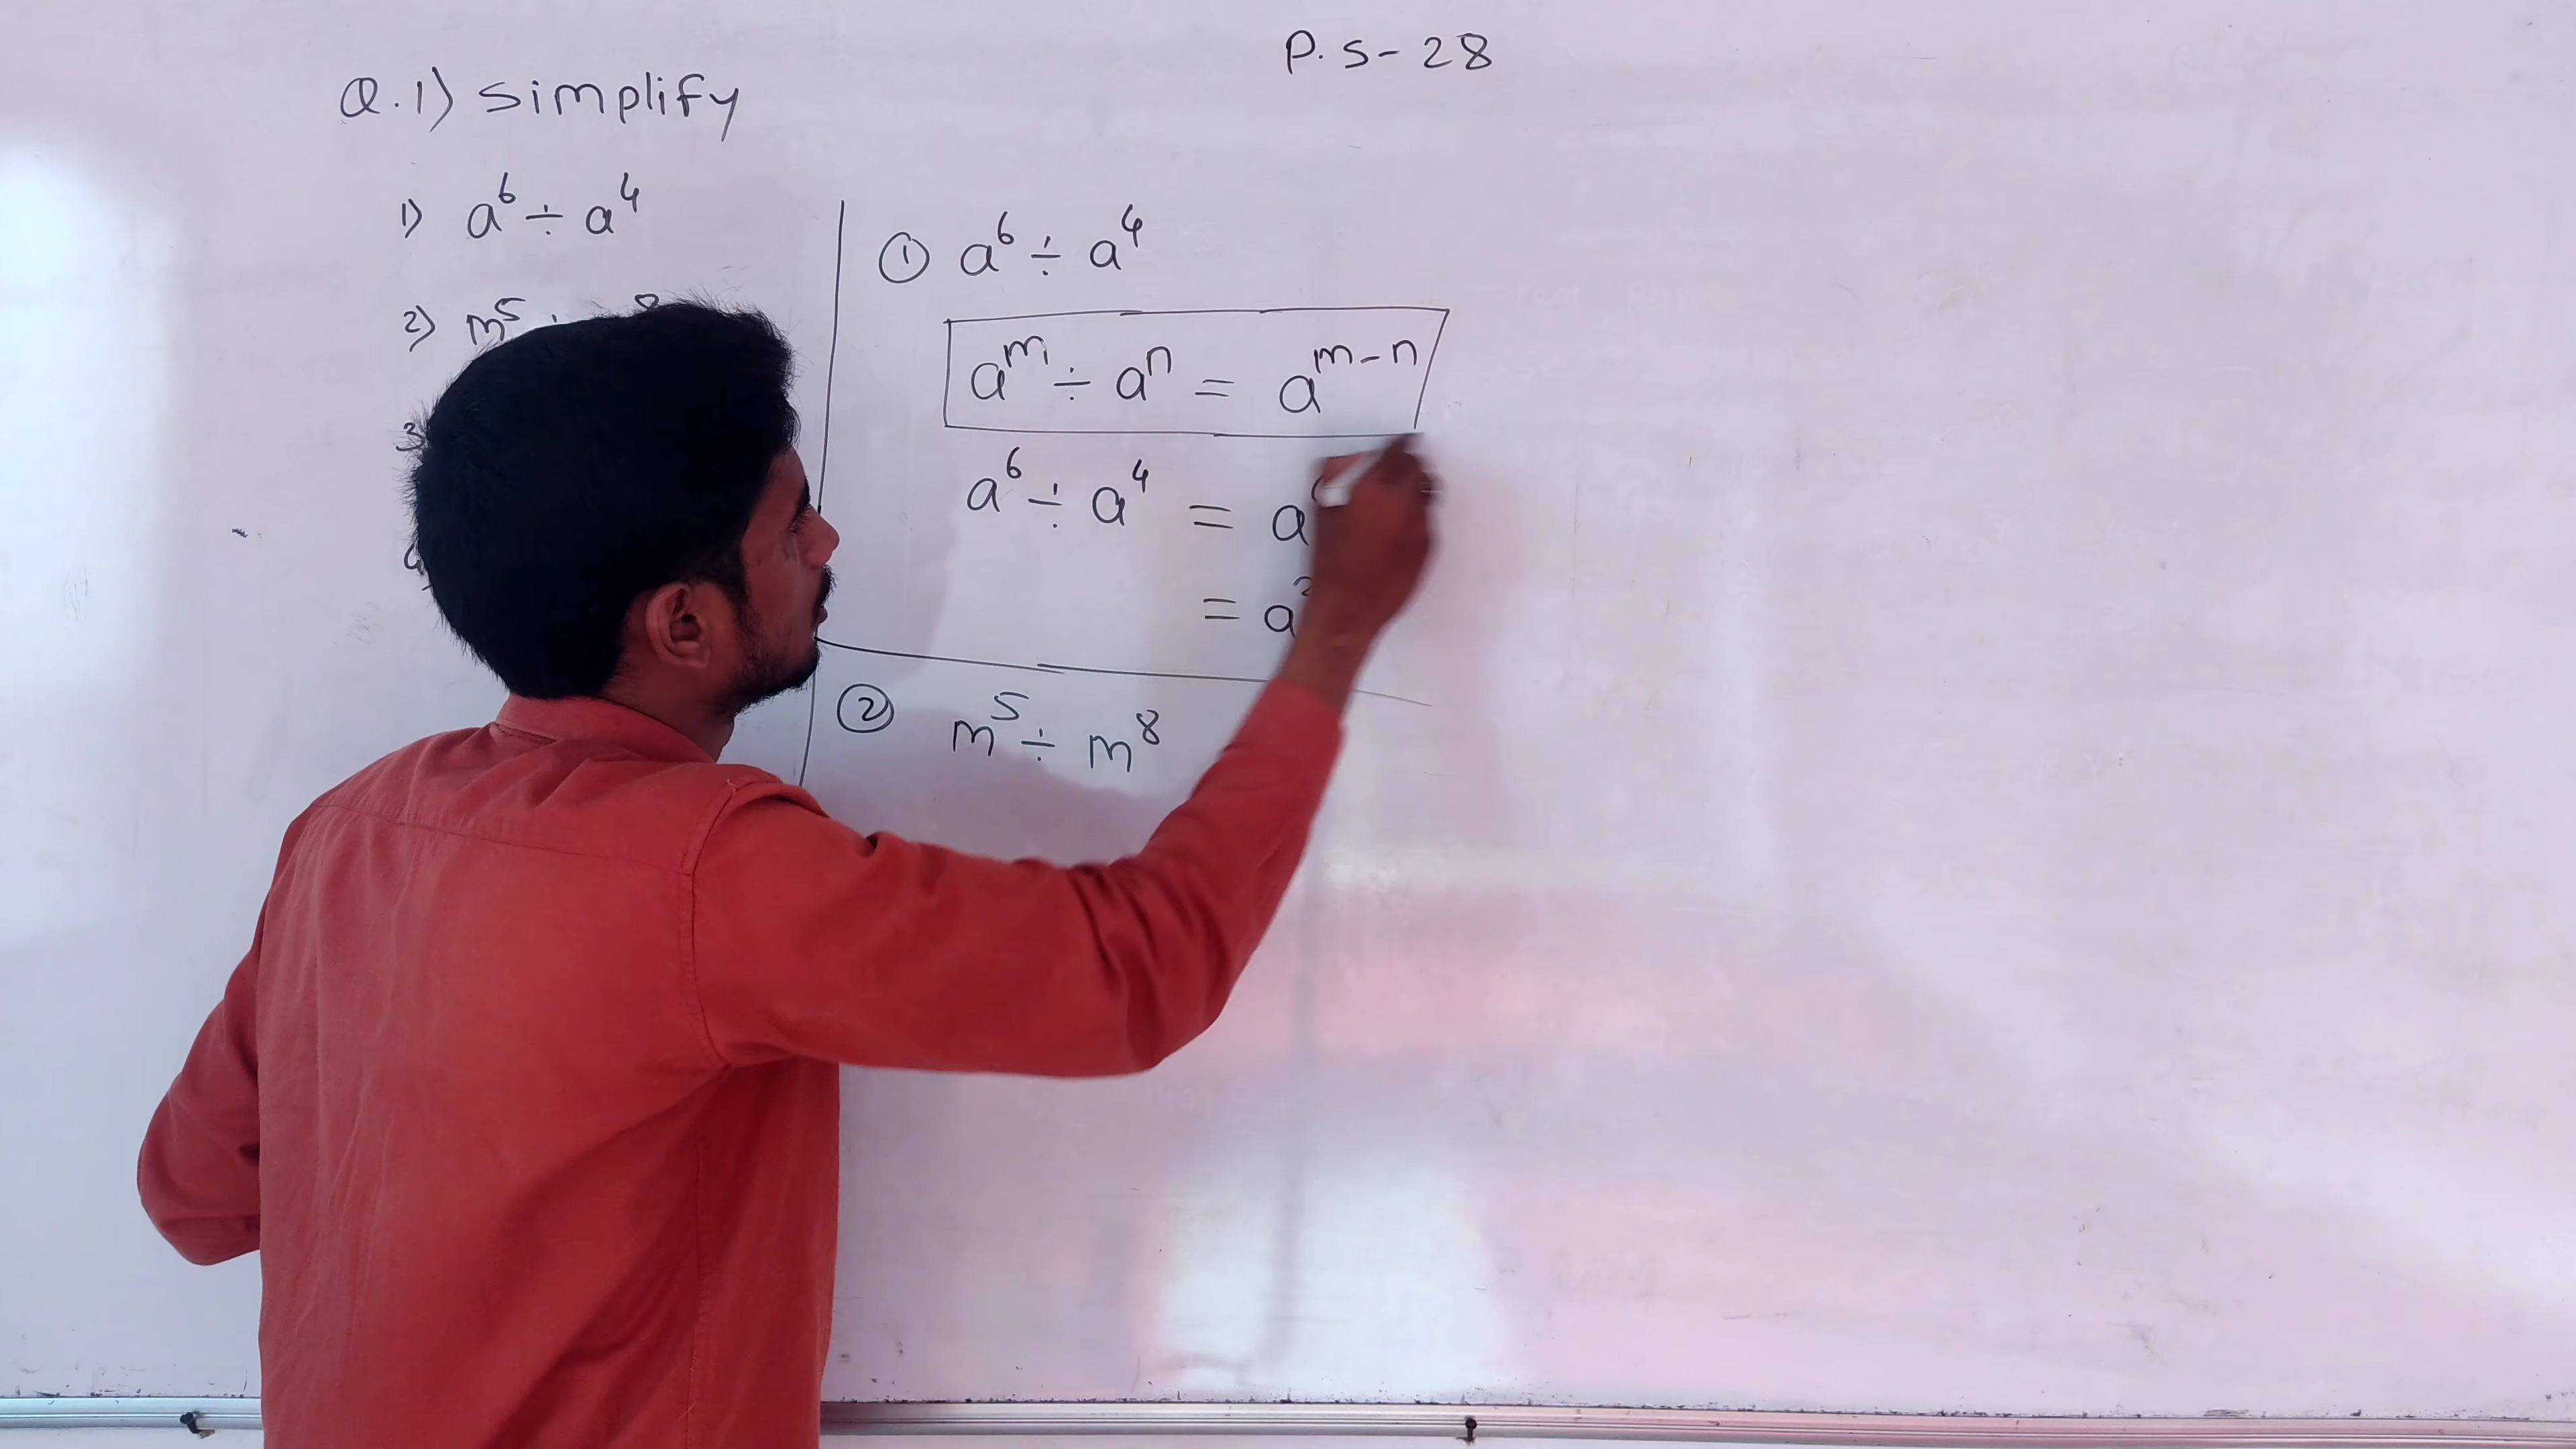 P.S-28
Q.1) simplify
1) a⁶ ÷ a⁴
2) m⁵ ÷
① a⁶ ÷ a⁴
aᵐ ÷ aⁿ = aᵐ⁻ⁿ
a⁶ ÷ a⁴ = a
= a²
② m⁵ ÷ m⁸